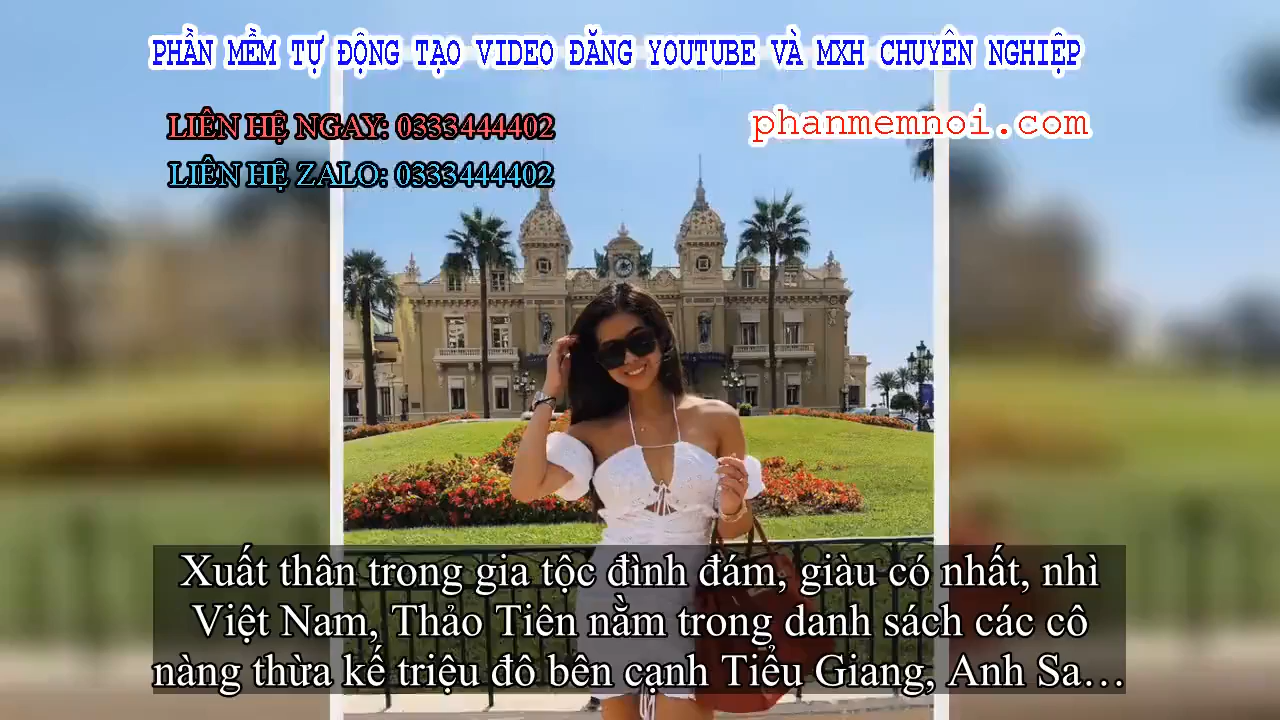 PHẦN MỀM TỰ ĐỘNG TẠO VIDEO ĐĂNG YOUTUBE VÀ MXH CHUYÊN NGHIỆP
LIÊN HỆ NGAY: 0333444402
phanmemnoi.com
LIÊN HỆ ZALO: 0333444402
Xuất thân trong gia tộc đình đám, giàu có nhất, nhì
Việt Nam, Thảo Tiên nằm trong danh sách các cô
nàng thừa kế triệu đô bên cạnh Tiểu Giang, Anh Sa...